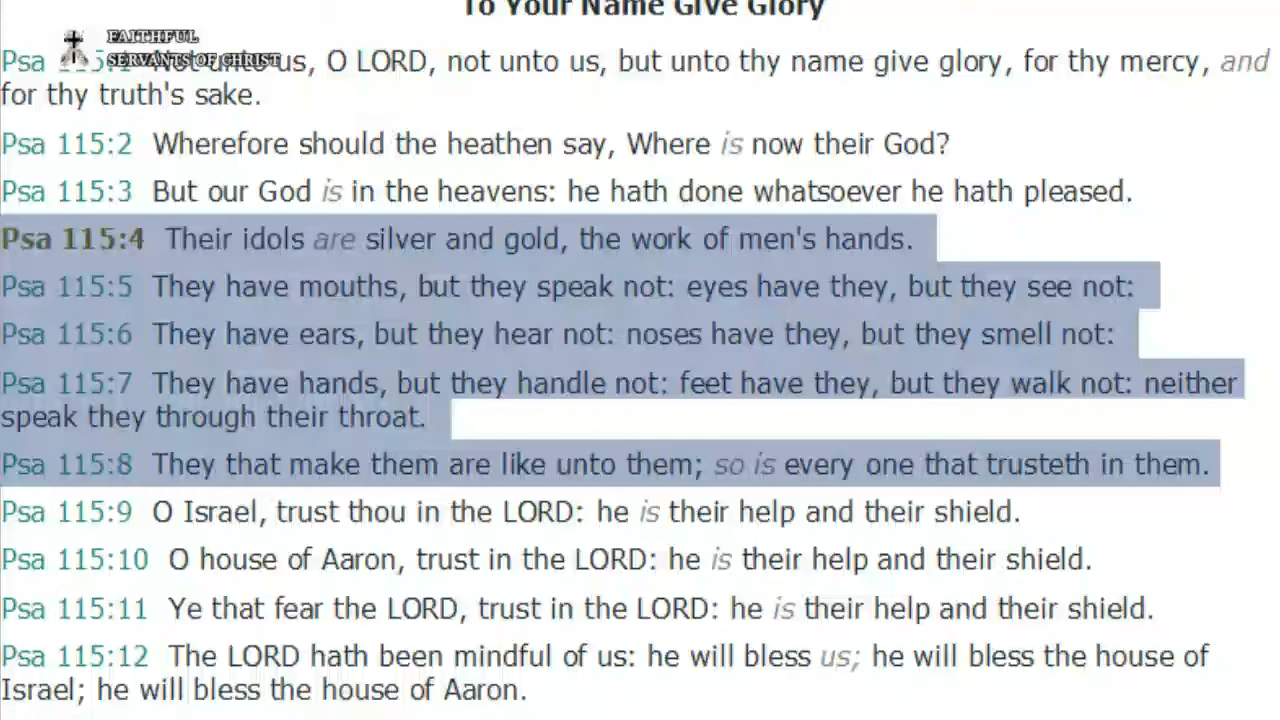 To Your Name Give Glory
FAITHFUL
SERVANTS OF CHRIST
Psa 115:1 Not unto us, O LORD, not unto us, but unto thy name give glory, for thy mercy, and
for thy truth's sake.
Psa 115:2 Wherefore should the heathen say, Where is now their God?
Psa 115:3 But our God is in the heavens: he hath done whatsoever he hath pleased.
Psa 115:4 Their idols are silver and gold, the work of men's hands.
Psa 115:5 They have mouths, but they speak not: eyes have they, but they see not:
Psa 115:6 They have ears, but they hear not: noses have they, but they smell not:
Psa 115:7 They have hands, but they handle not: feet have they, but they walk not: neither
speak they through their throat.
Psa 115:8 They that make them are like unto them; so is every one that trusteth in them.
Psa 115:9 O Israel, trust thou in the LORD: he is their help and their shield.
Psa 115:10 O house of Aaron, trust in the LORD: he is their help and their shield.
Psa 115:11 Ye that fear the LORD, trust in the LORD: he is their help and their shield.
Psa 115:12 The LORD hath been mindful of us: he will bless us; he will bless the house of
Israel; he will bless the house of Aaron.